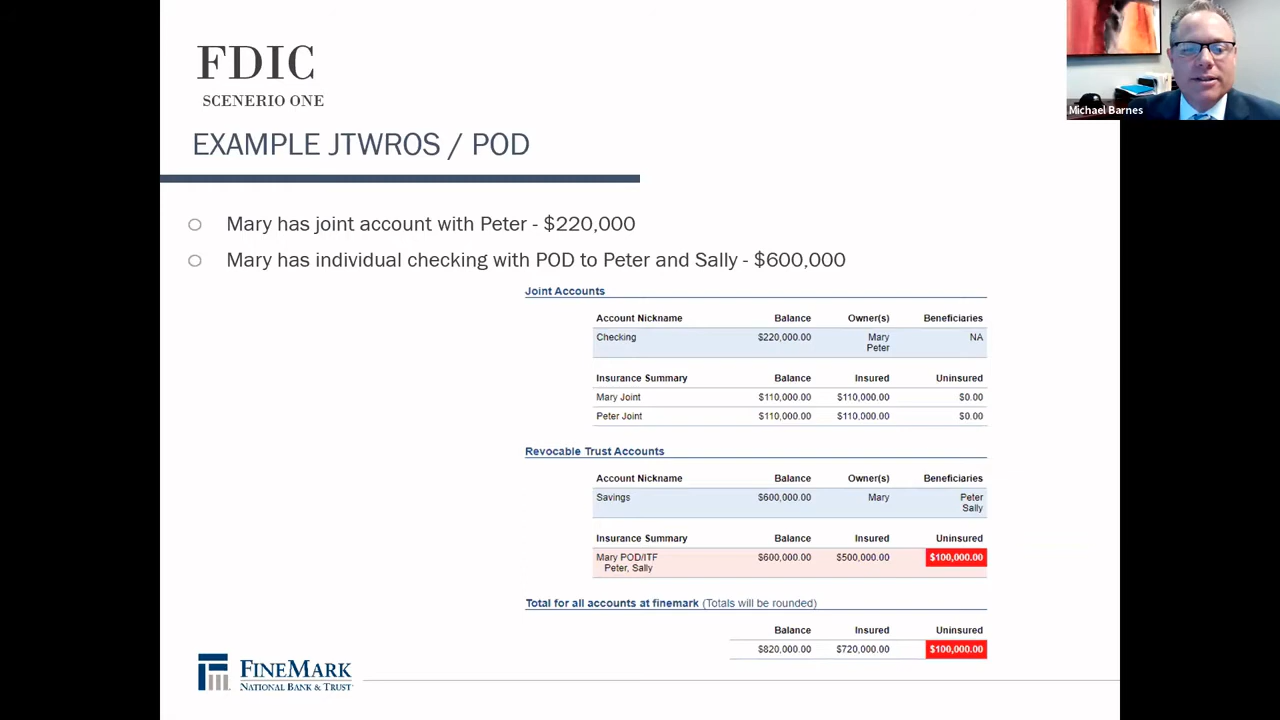 FDIC
SCENERIO ONE
EXAMPLE JTWROS / POD
Michael Barnes
Mary has joint account with Peter - $220,000
Mary has individual checking with POD to Peter and Sally - $600,000
Joint Accounts
Account Nickname Balance Owner(s) Beneficiaries
Checking $220,000.00 Mary NA
Peter
Insurance Summary Balance Insured Uninsured
Mary Joint $110,000.00 $110,000.00 $0.00
Peter Joint $110,000.00 $110,000.00 $0.00
Revocable Trust Accounts
Account Nickname Balance Owner(s) Beneficiaries
Savings $600,000.00 Mary Peter
Sally
Insurance Summary Balance Insured Uninsured
Mary POD/ITF $600,000.00 $500,000.00 $100,000.00
Peter, Sally
Total for all accounts at finemark (Totals will be rounded)
Balance Insured Uninsured
$820,000.00 $720,000.00 $100,000.00
FINEMARK
NATIONAL BANK & TRUST